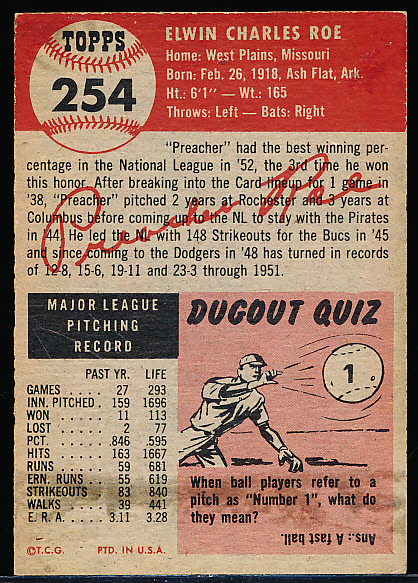 TOPPS
254
ELWIN CHARLES ROE
Home: West Plains, Missouri
Born: Feb. 26, 1918, Ash Flat, Ark.
Ht.: 6'1" — Wt.: 165
Throws: Left — Bats: Right
"Preacher" had the best winning per-
centage in the National League in '52, the 3rd time he won
this honor. After breaking into the Card lineup for 1 game in
'38, "Preacher" pitched 2 years at Rochester and 3 years at
Columbus before coming up to the NL to stay with the Pirates
in '44. He led the NL with 148 Strikeouts for the Bucs in '45
and since coming to the Dodgers in '48 has turned in records
of 12-8, 15-6, 19-11 and 23-3 through 1951.
Preacher Roe
MAJOR LEAGUE
PITCHING
RECORD
PAST YR. LIFE
GAMES . . . . 27 293
INN. PITCHED . 159 1696
WON . . . . . 11 113
LOST . . . . . 2 77
PCT. . . . . . .846 .595
HITS . . . . . 163 1667
RUNS . . . . . 59 681
ERN. RUNS . . 55 619
STRIKEOUTS . 83 840
WALKS . . . . 39 441
E. R. A. . . . . 3.11 3.28
©T.C.G. PTD. IN U.S.A.
DUGOUT QUIZ
1
When ball players refer to a
pitch as "Number 1", what do
they mean?
Ans.: A fast ball.